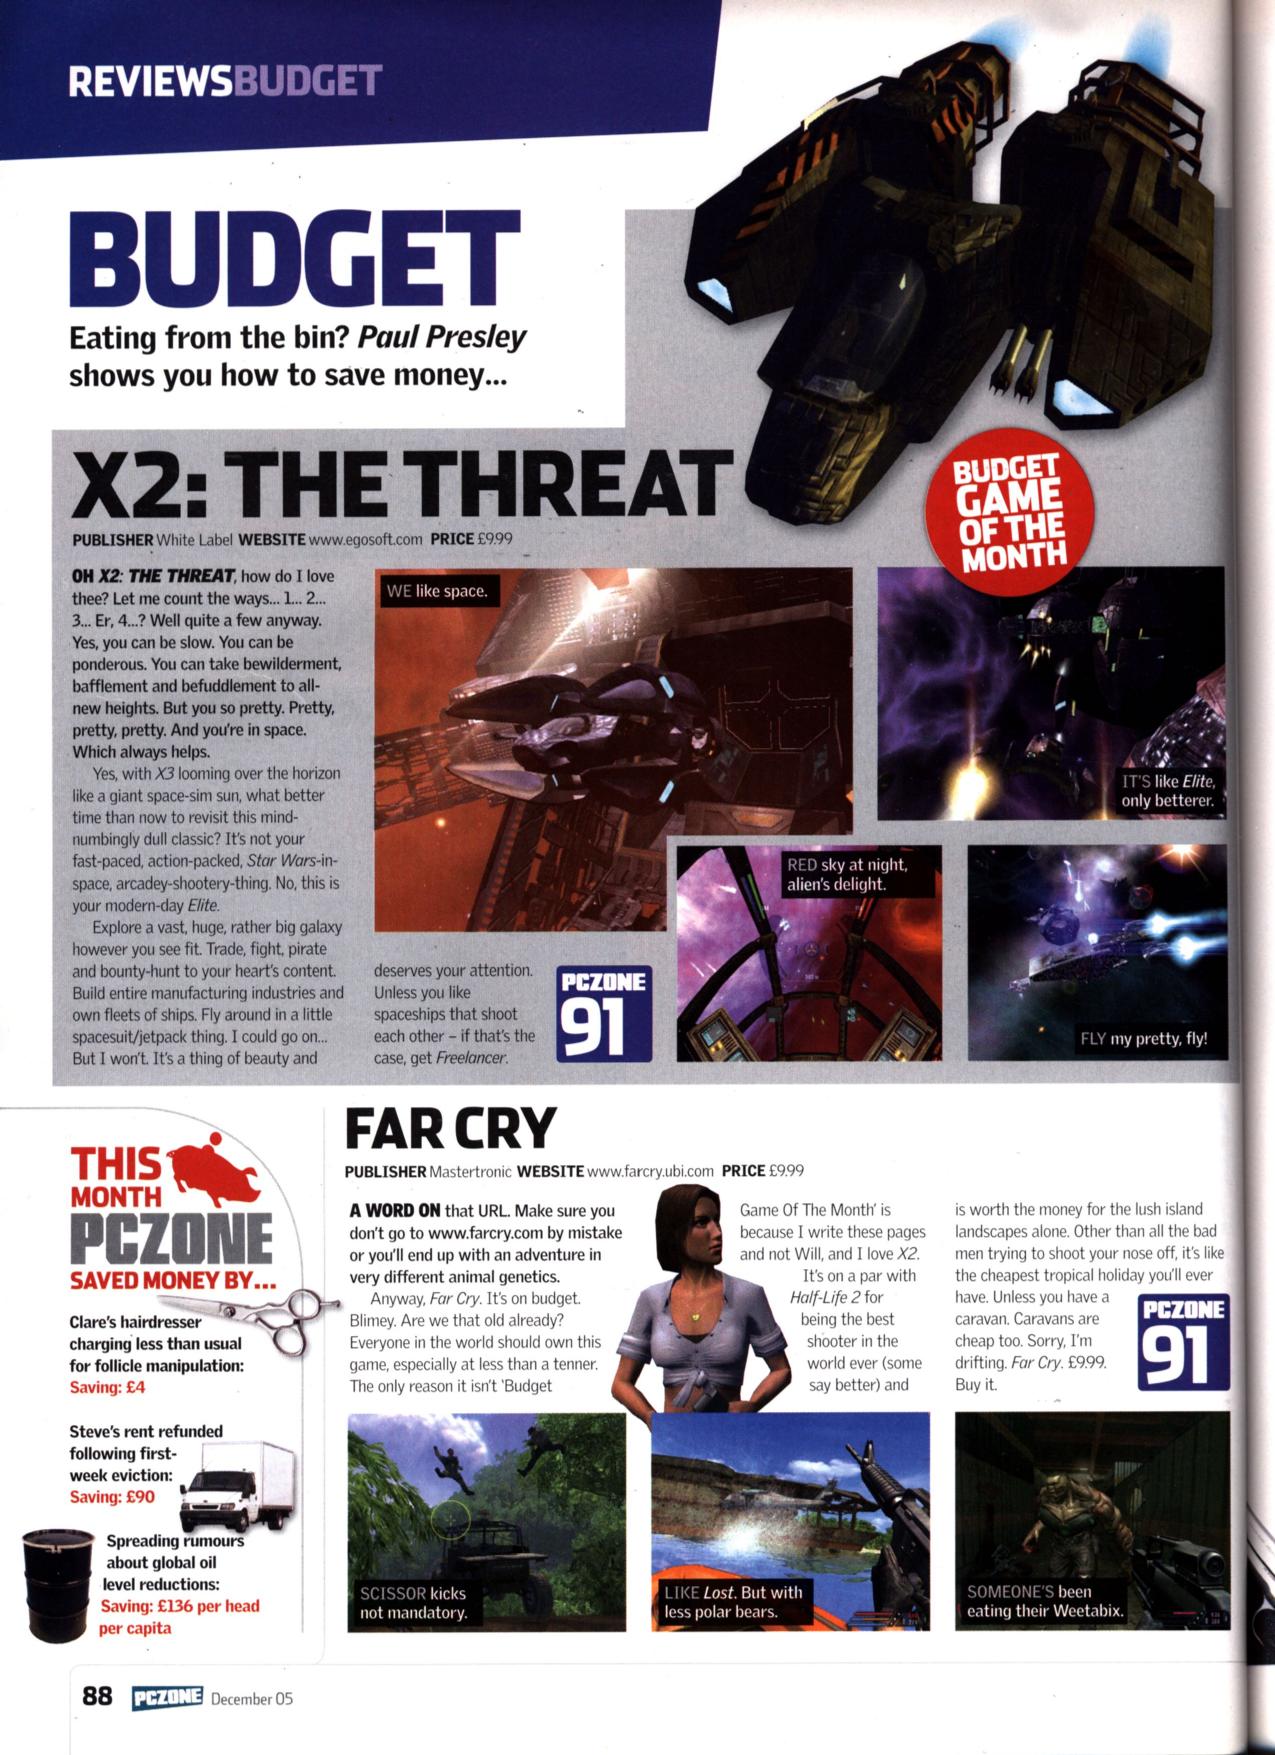 REVIEWSBUDGET
BUDGET
Eating from the bin? Paul Presley
shows you how to save money...
X2: THE THREAT
PUBLISHER White Label WEBSITE www.egosoft.com PRICE £9.99
BUDGET
GAME
OF THE
MONTH
OH X2: THE THREAT, how do I love
thee? Let me count the ways... 1... 2...
3... Er, 4...? Well quite a few anyway.
Yes, you can be slow. You can be
ponderous. You can take bewilderment,
bafflement and befuddlement to all-
new heights. But you so pretty. Pretty,
pretty, pretty. And you're in space.
Which always helps.
Yes, with X3 looming over the horizon
like a giant space-sim sun, what better
time than now to revisit this mind-
numbingly dull classic? It's not your
fast-paced, action-packed, Star Wars-in-
space, arcadey-shootery-thing. No, this is
your modern-day Elite.
Explore a vast, huge, rather big galaxy
however you see fit. Trade, fight, pirate
and bounty-hunt to your heart's content.
Build entire manufacturing industries and
own fleets of ships. Fly around in a little
spacesuit/jetpack thing. I could go on...
But I won't. It's a thing of beauty and
deserves your attention.
Unless you like
spaceships that shoot
each other – if that's the
case, get Freelancer.
PCZONE
91
WE like space.
IT'S like Elite,
only betterer.
RED sky at night,
alien's delight.
FLY my pretty, fly!
THIS
MONTH
PCZONE
SAVED MONEY BY...
Clare's hairdresser
charging less than usual
for follicle manipulation:
Saving: £4
Steve's rent refunded
following first-
week eviction:
Saving: £90
Spreading rumours
about global oil
level reductions:
Saving: £136 per head
per capita
FAR CRY
PUBLISHER Mastertronic WEBSITE www.farcry.ubi.com PRICE £9.99
A WORD ON that URL. Make sure you
don't go to www.farcry.com by mistake
or you'll end up with an adventure in
very different animal genetics.
Anyway, Far Cry. It's on budget.
Blimey. Are we that old already?
Everyone in the world should own this
game, especially at less than a tenner.
The only reason it isn't 'Budget
Game Of The Month' is
because I write these pages
and not Will, and I love X2.
It's on a par with
Half-Life 2 for
being the best
shooter in the
world ever (some
say better) and
is worth the money for the lush island
landscapes alone. Other than all the bad
men trying to shoot your nose off, it's like
the cheapest tropical holiday you'll ever
have. Unless you have a
caravan. Caravans are
cheap too. Sorry, I'm
drifting. Far Cry. £9.99.
Buy it.
PCZONE
91
SCISSOR kicks
not mandatory.
LIKE Lost. But with
less polar bears.
SOMEONE'S been
eating their Weetabix.
88 PCZONE December 05